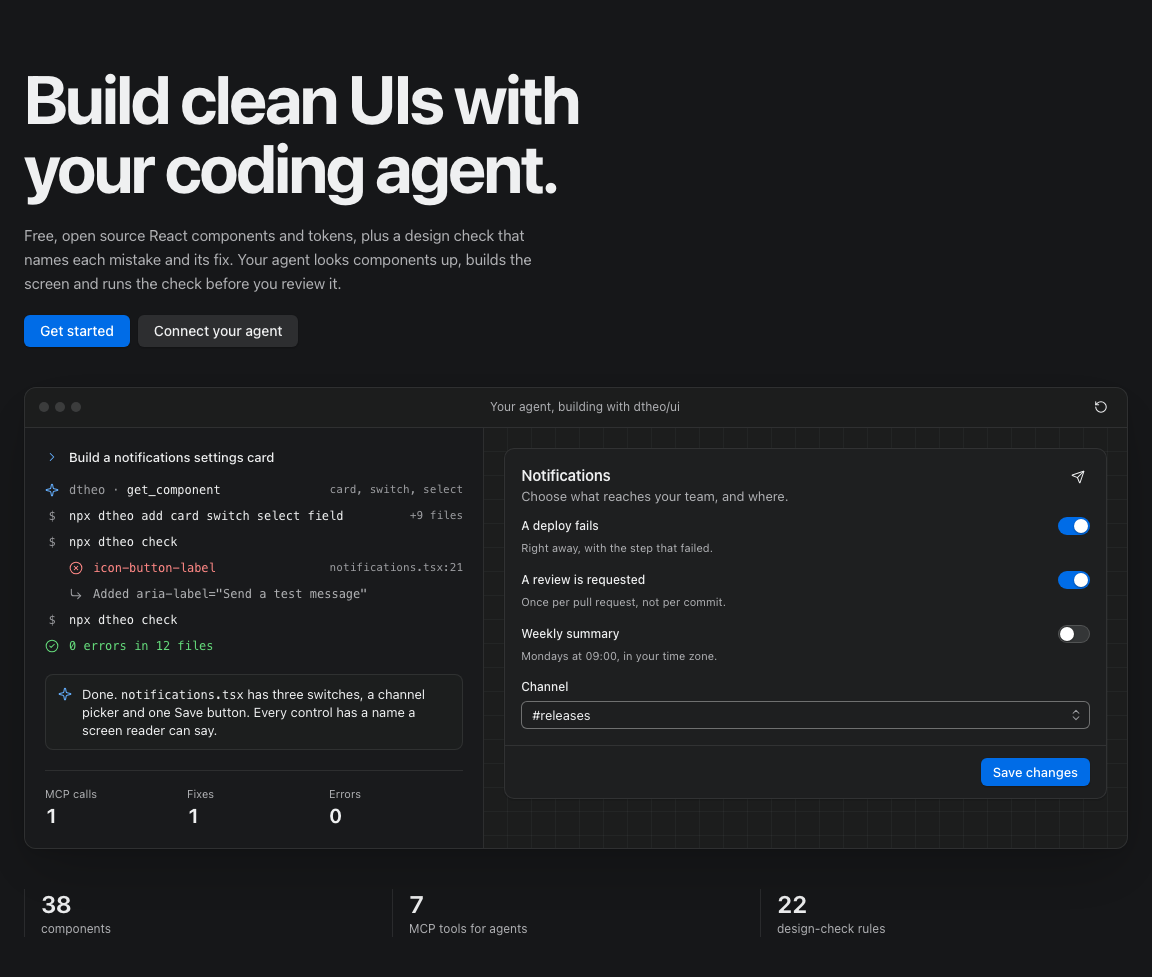 Build clean UIs with
your coding agent.
Free, open source React components and tokens, plus a design check that
names each mistake and its fix. Your agent looks components up, builds the
screen and runs the check before you review it.
Get started
Connect your agent
Your agent, building with dtheo/ui
Build a notifications settings card
dtheo · get_component card, switch, select
$ npx dtheo add card switch select field +9 files
$ npx dtheo check
icon-button-label notifications.tsx:21
Added aria-label="Send a test message"
$ npx dtheo check
0 errors in 12 files
Done. notifications.tsx has three switches, a channel
picker and one Save button. Every control has a name a
screen reader can say.
MCP calls Fixes Errors
1 1 0
Notifications
Choose what reaches your team, and where.
A deploy fails
Right away, with the step that failed.
A review is requested
Once per pull request, not per commit.
Weekly summary
Mondays at 09:00, in your time zone.
Channel
#releases
Save changes
38
components
7
MCP tools for agents
22
design-check rules